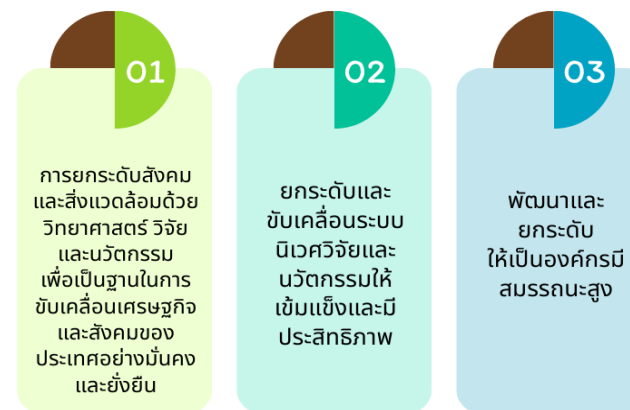 01
การยกระดับสังคม
และสิ่งแวดล้อมด้วย
วิทยาศาสตร์ วิจัย
และนวัตกรรม
เพื่อเป็นฐานในการ
ขับเคลื่อนเศรษฐกิจ
และสังคมของ
ประเทศอย่างมั่นคง
และยั่งยืน
02
ยกระดับและ
ขับเคลื่อนระบบ
นิเวศวิจัยและ
นวัตกรรมให้
เข้มแข็งและมี
ประสิทธิภาพ
03
พัฒนาและ
ยกระดับ
ให้เป็นองค์กรมี
สมรรถนะสูง